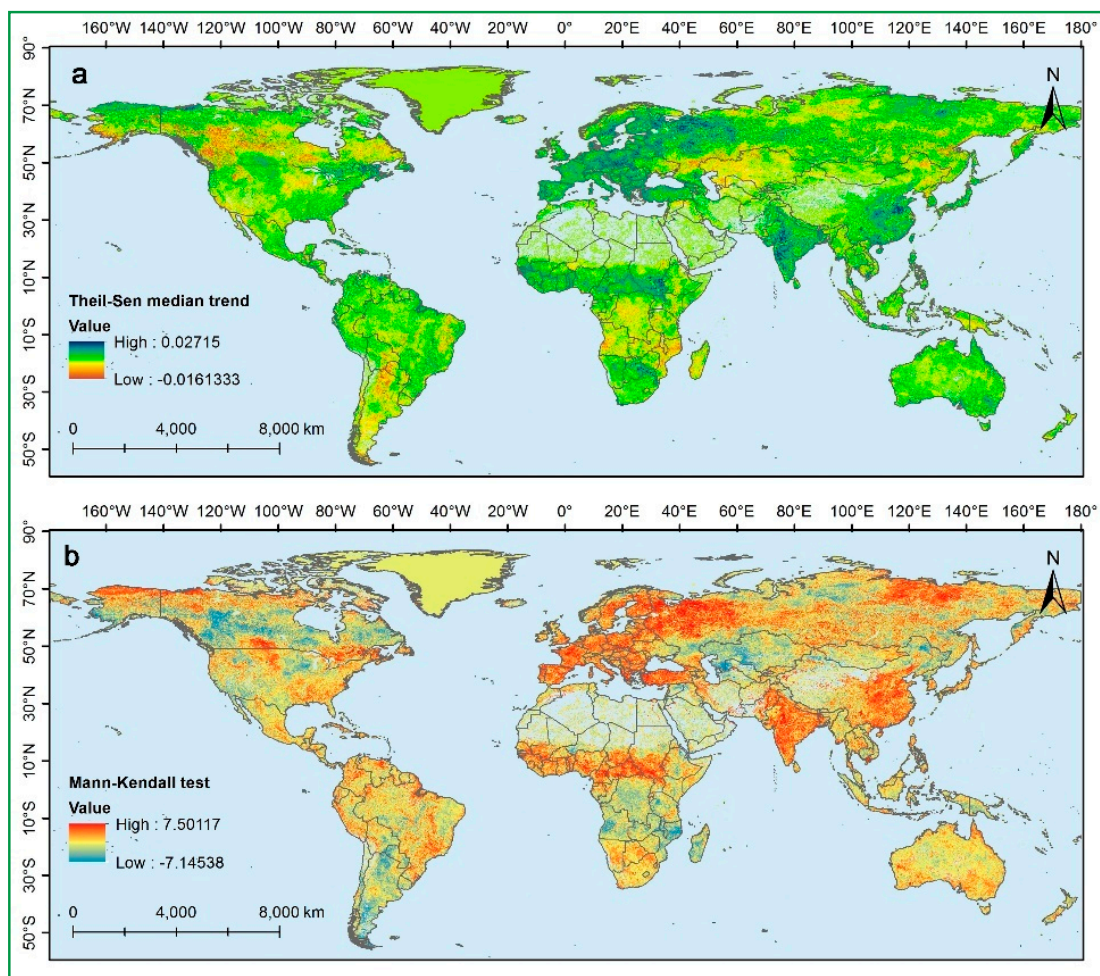 160°W 140°W 120°W 100°W 80°W 60°W 40°W 20°W 0° 20°E 40°E 60°E 80°E 100°E 120°E 140°E 160°E 180°
90°
a
N
70°N
50°N
30°N
10°N
Theil-Sen median trend
Value
10°S
High : 0.02715
Low : -0.0161333
30°S
0 4,000 8,000 km
50°S
160°W 140°W 120°W 100°W 80°W 60°W 40°W 20°W 0° 20°E 40°E 60°E 80°E 100°E 120°E 140°E 160°E 180°
90°
b
N
70°N
50°N
30°N
10°N
Mann-Kendall test
Value
10°S
High : 7.50117
Low : -7.14538
30°S
0 4,000 8,000 km
50°S